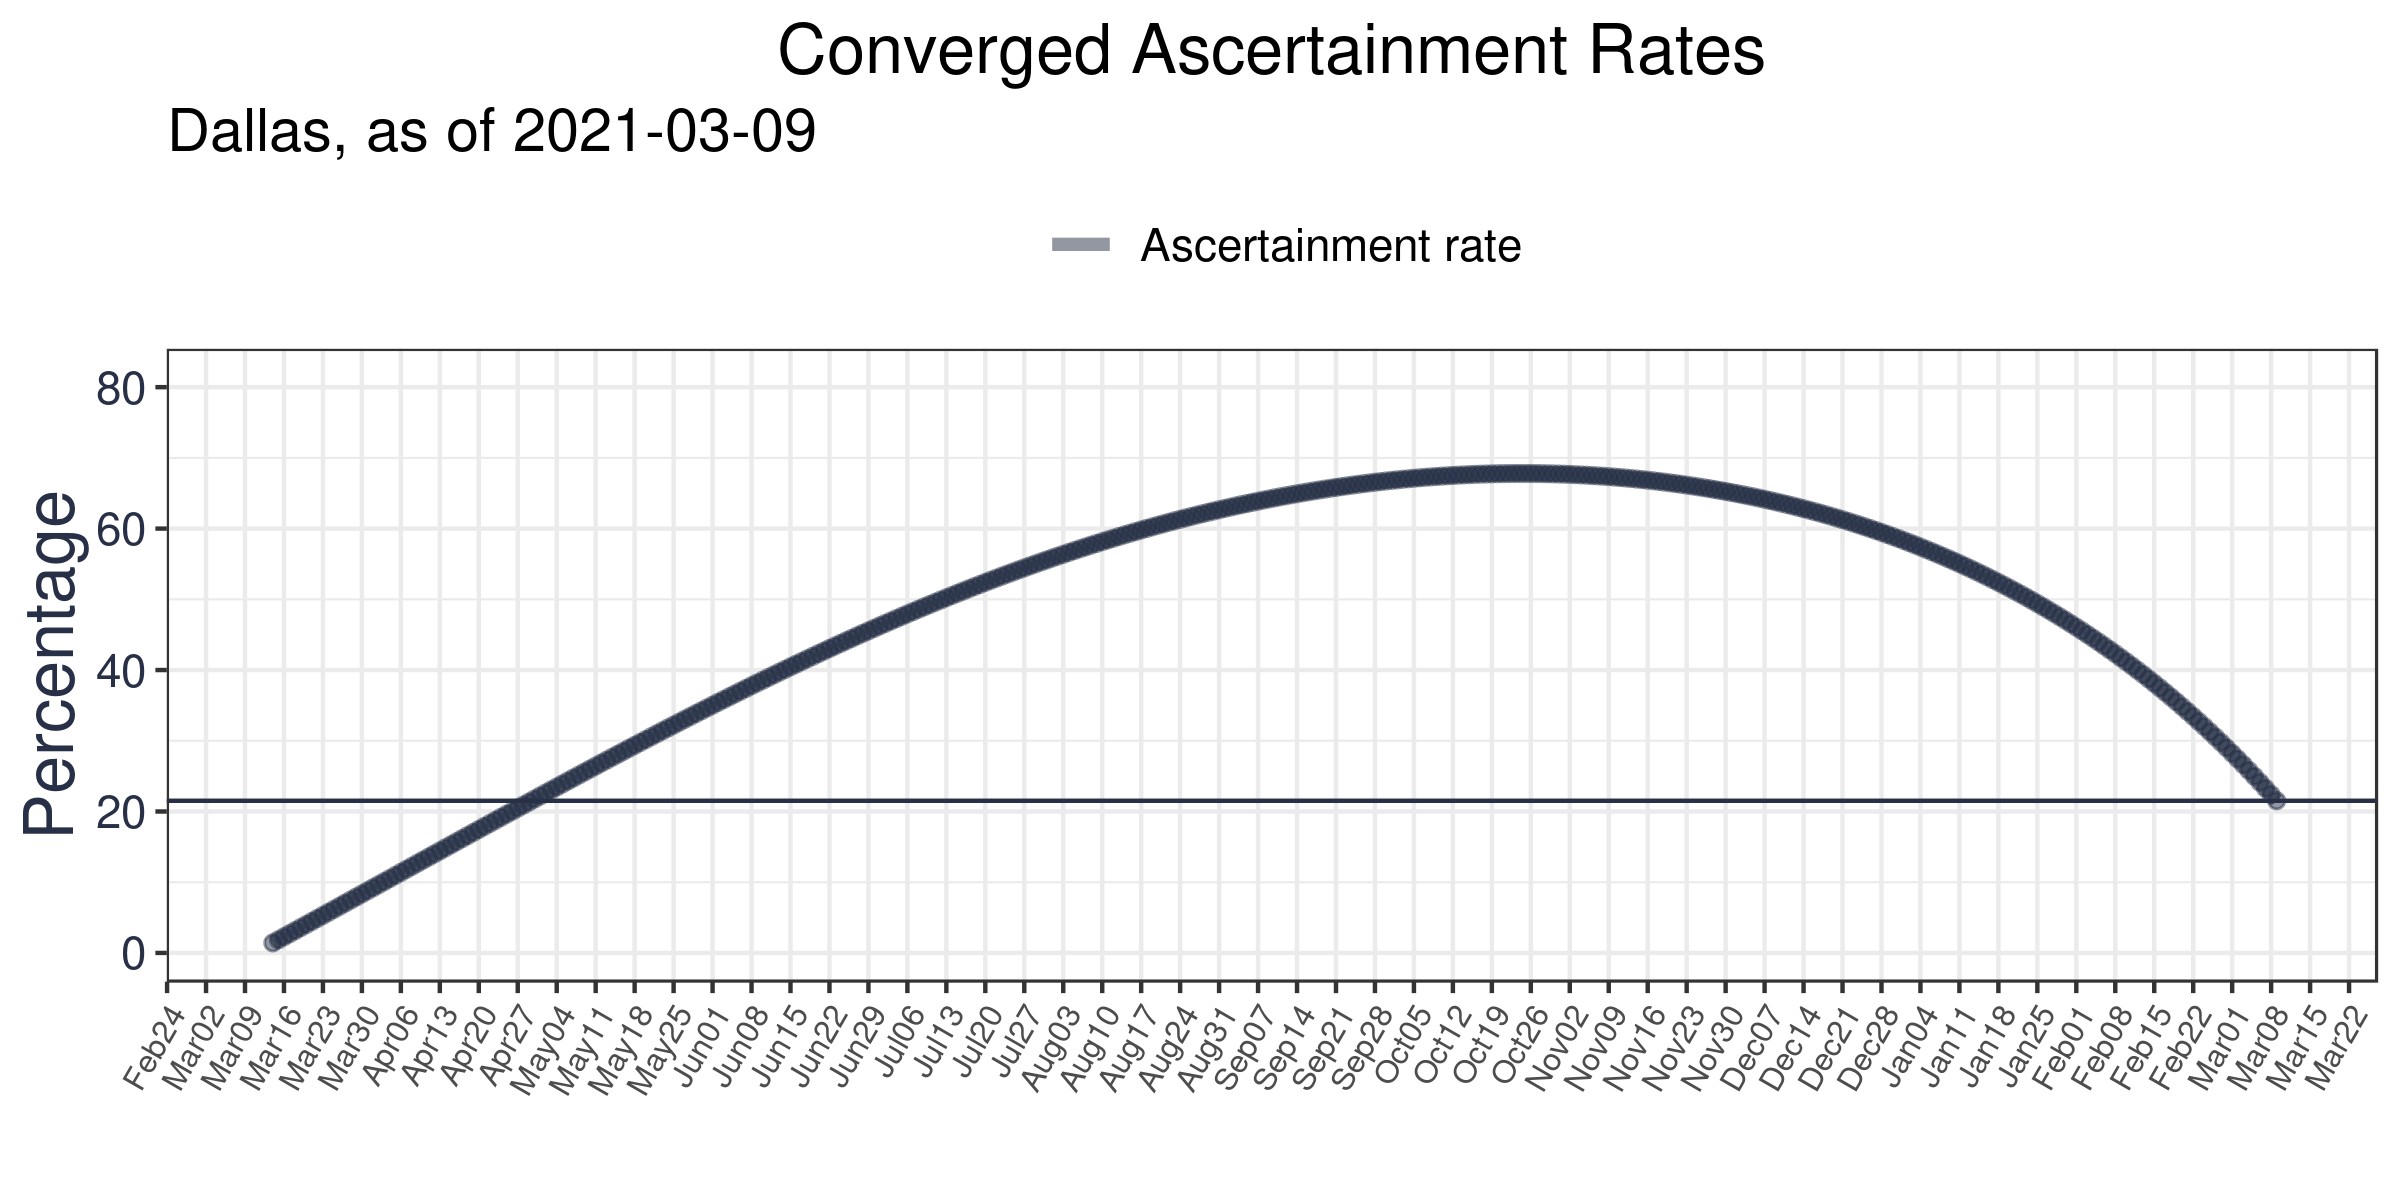 Converged Ascertainment Rates
Dallas, as of 2021-03-09
Ascertainment rate
Percentage
80
60
40
20
0
Feb24 Mar02 Mar09 Mar16 Mar23 Mar30 Apr06 Apr13 Apr20 Apr27 May04 May11 May18 May25 Jun01 Jun08 Jun15 Jun22 Jun29 Jul06 Jul13 Jul20 Jul27 Aug03 Aug10 Aug17 Aug24 Aug31 Sep07 Sep14 Sep21 Sep28 Oct05 Oct12 Oct19 Oct26 Nov02 Nov09 Nov16 Nov23 Nov30 Dec07 Dec14 Dec21 Dec28 Jan04 Jan11 Jan18 Jan25 Feb01 Feb08 Feb15 Feb22 Mar01 Mar08 Mar15 Mar22